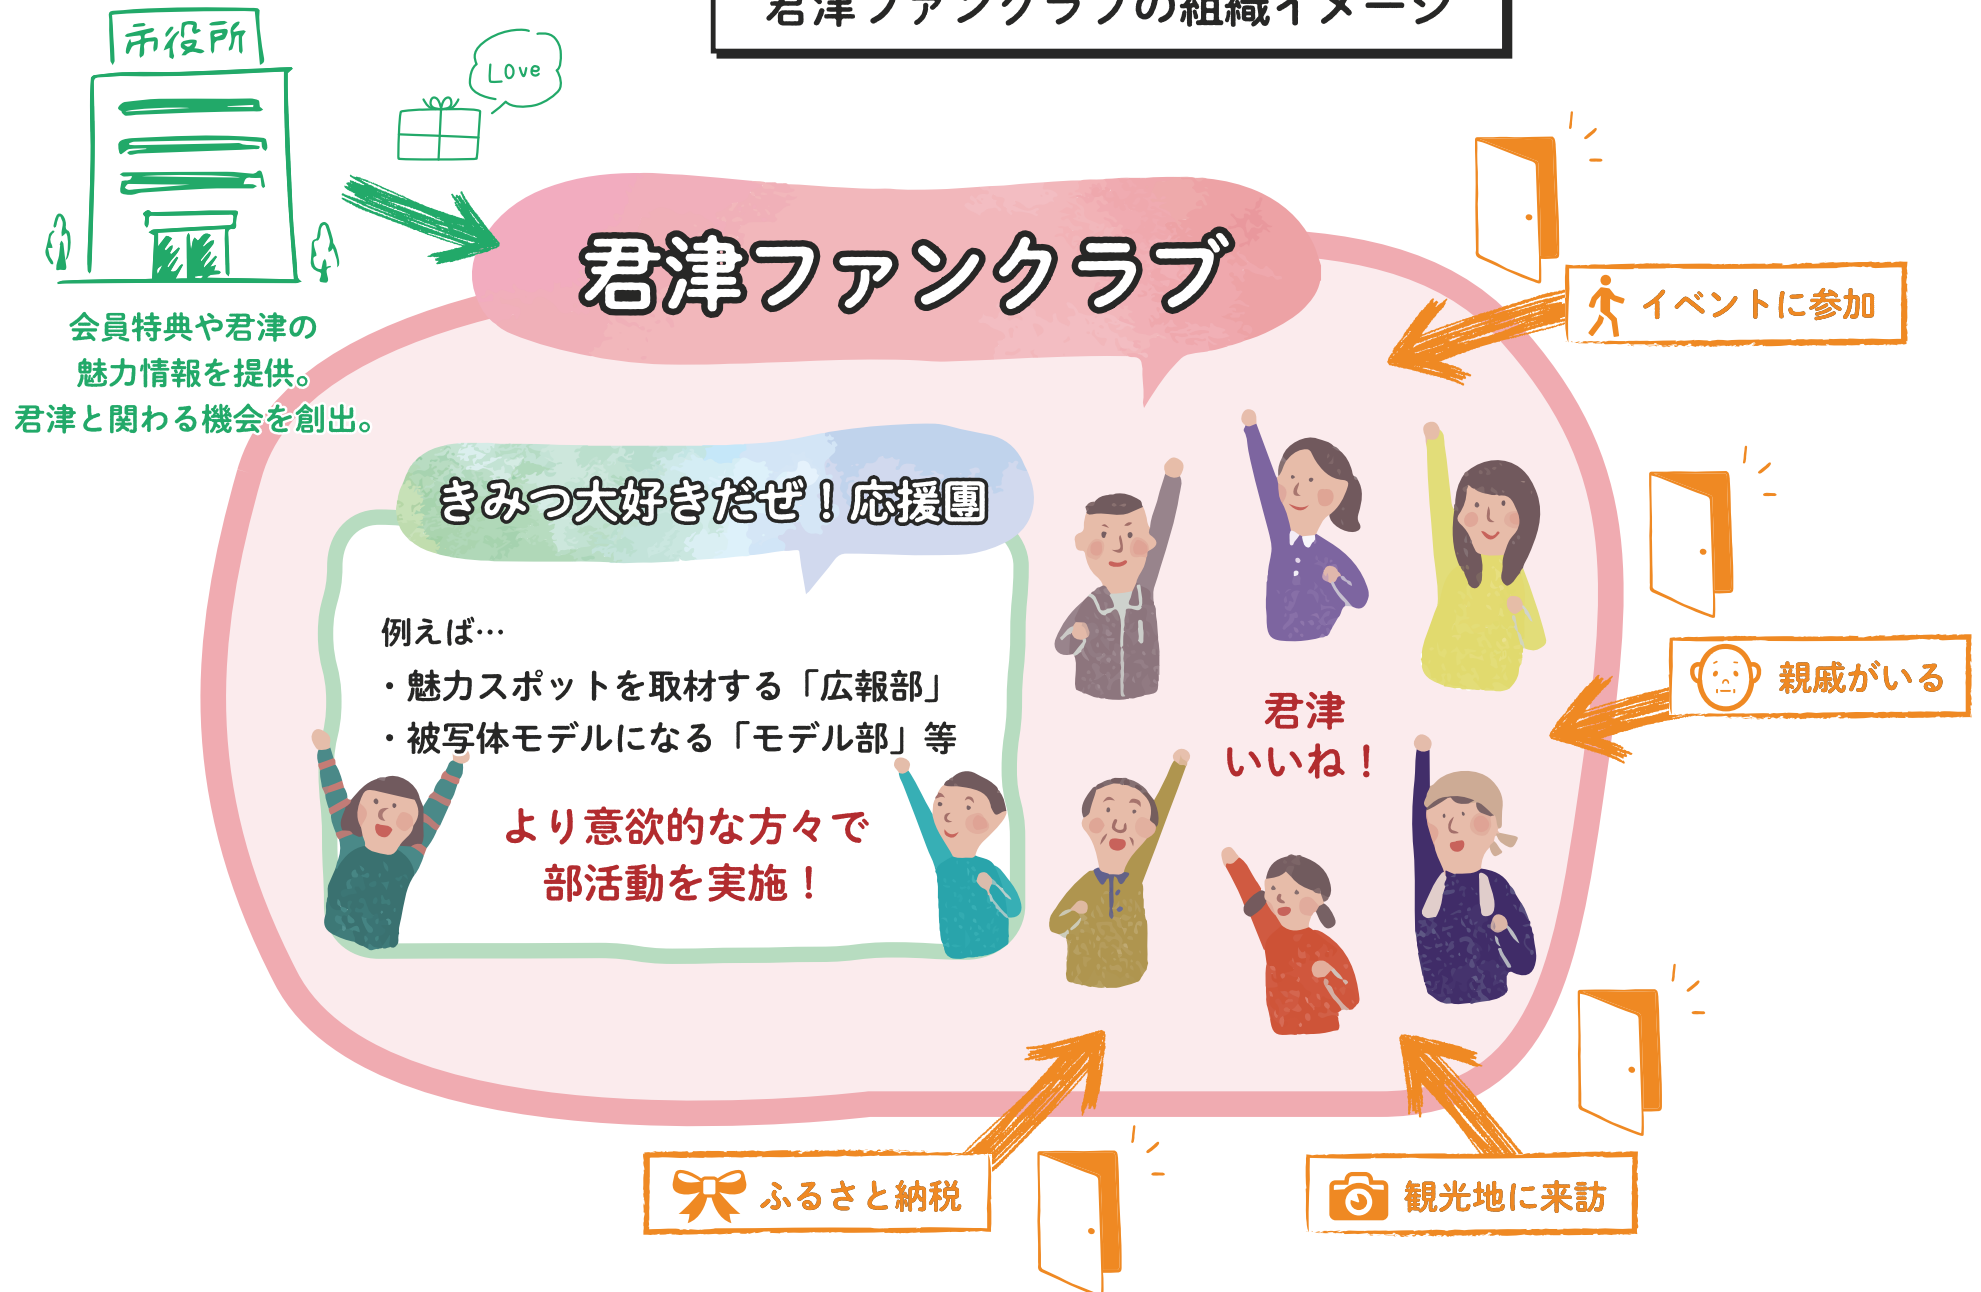 君津ファンクラブの組織イメージ
市役所
Love
君津ファンクラブ
イベントに参加
会員特典や君津の
魅力情報を提供。
君津と関わる機会を創出。
きみつ大好きだぜ！応援團
例えば…
・魅力スポットを取材する「広報部」
・被写体モデルになる「モデル部」等
より意欲的な方々で
部活動を実施！
君津
いいね！
親戚がいる
ふるさと納税
観光地に来訪